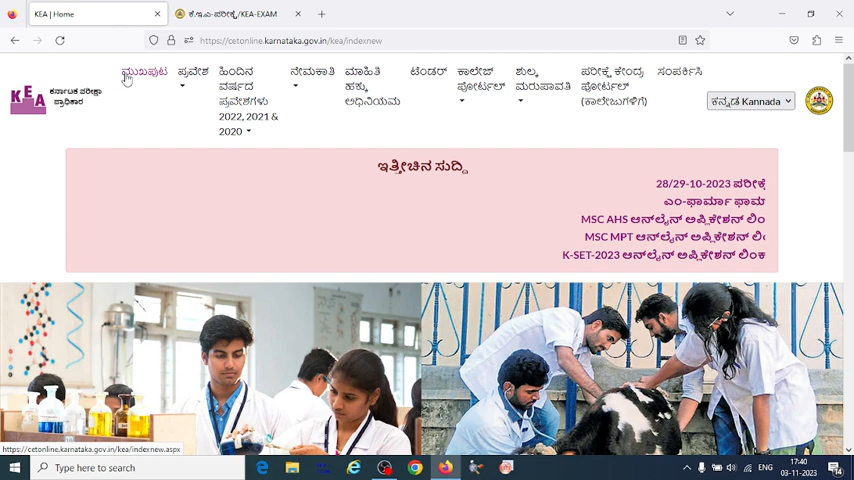 KEA | Home
ಕೆ.ಇ.ಎ-ಪರೀಕ್ಷೆ/KEA-EXAM
https://cetonline.karnataka.gov.in/kea/indexnew
KEA
ಕರ್ನಾಟಕ ಪರೀಕ್ಷಾ
ಪ್ರಾಧಿಕಾರ
ಮುಖಪುಟ
ಪ್ರವೇಶ
ಹಿಂದಿನ
ವರ್ಷದ
ಪ್ರವೇಶಗಳು
2022, 2021 &
2020
ನೇಮಕಾತಿ
ಮಾಹಿತಿ
ಹಕ್ಕು
ಅಧಿನಿಯಮ
ಟೆಂಡರ್
ಕಾಲೇಜ್
ಪೋರ್ಟಲ್
ಶುಲ್ಕ
ಮರುಪಾವತಿ
ಪರೀಕ್ಷೆ ಕೇಂದ್ರ
ಪೋರ್ಟಲ್
(ಕಾಲೇಜುಗಳಿಗೆ)
ಸಂಪರ್ಕಿಸಿ
ಕನ್ನಡ Kannada
ಇತ್ತೀಚಿನ ಸುದ್ದಿ
28/29-10-2023 ಪರೀಕ್ಷೆ
ಎಂ-ಫಾರ್ಮಾ ಫಾರ್ಮ
MSC AHS ಆನ್‌ಲೈನ್ ಅಪ್ಲಿಕೇಶನ್ ಲಿಂ
MSC MPT ಆನ್‌ಲೈನ್ ಅಪ್ಲಿಕೇಶನ್ ಲಿಂ
K-SET-2023 ಆನ್‌ಲೈನ್ ಅಪ್ಲಿಕೇಶನ್ ಲಿಂಕ
https://cetonline.karnataka.gov.in/kea/indexnew.aspx
Type here to search
ENG
17:40
03-11-2023
14